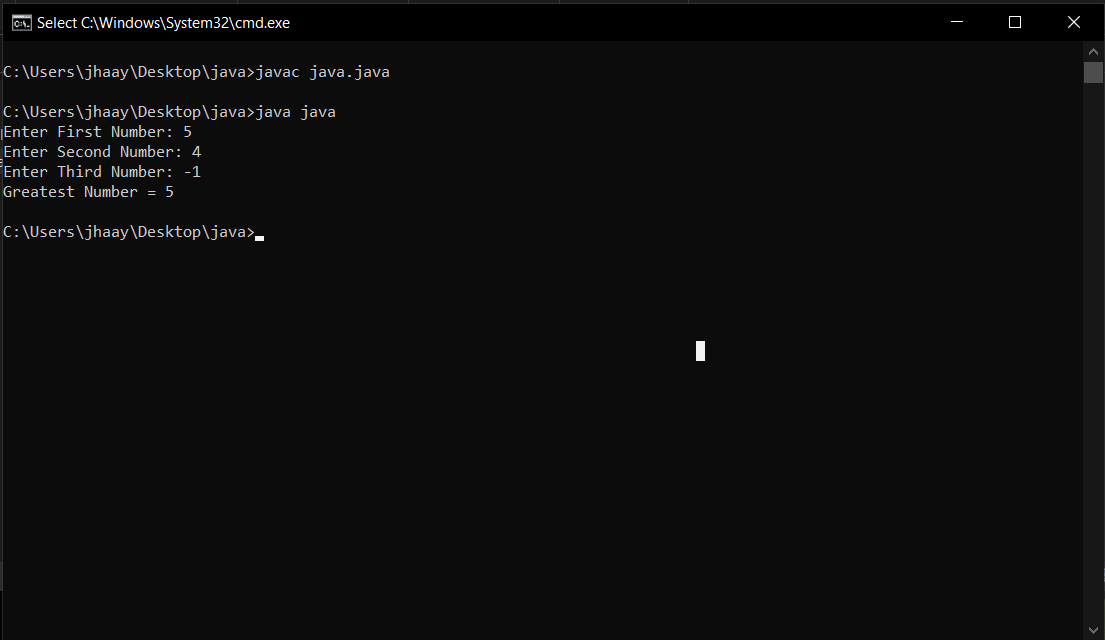 Select C:\Windows\System32\cmd.exe
C:\Users\jhaay\Desktop\java>javac java.java
C:\Users\jhaay\Desktop\java>java java
Enter First Number: 5
Enter Second Number: 4
Enter Third Number: -1
Greatest Number = 5
C:\Users\jhaay\Desktop\java>